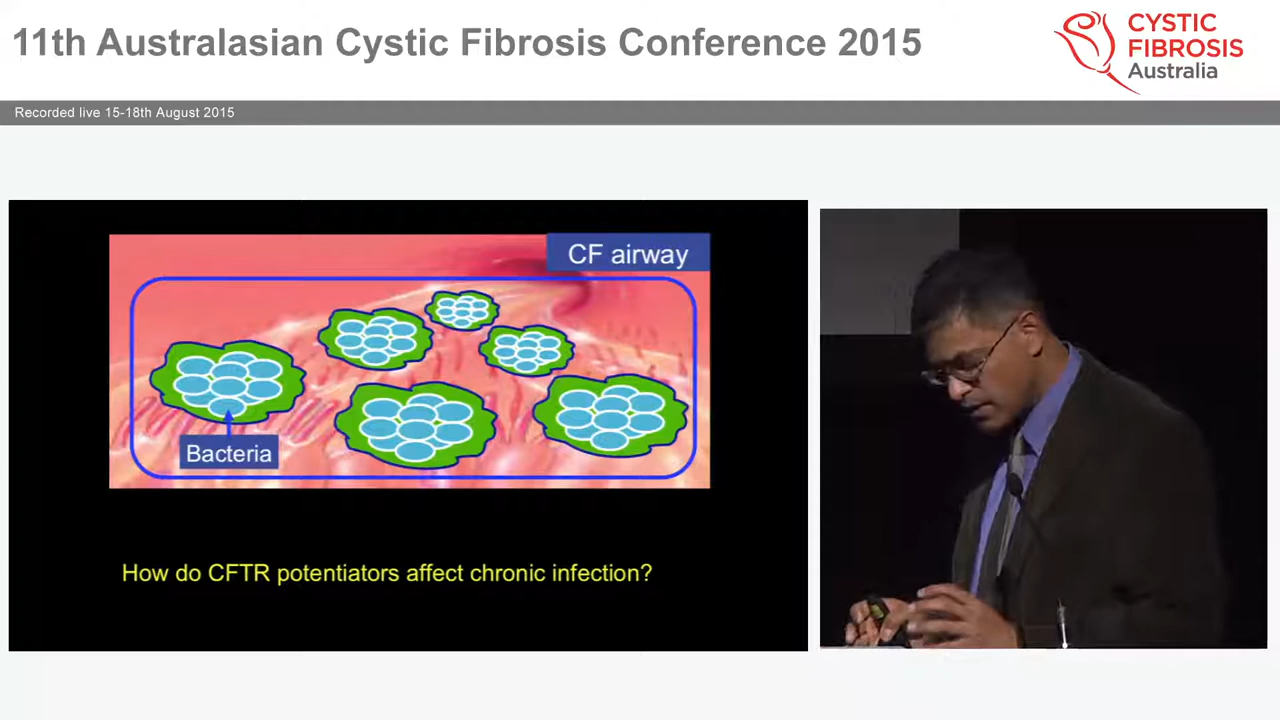 11th Australasian Cystic Fibrosis Conference 2015
CYSTIC
FIBROSIS
Australia
Recorded live 15-18th August 2015
CF airway
Bacteria
How do CFTR potentiators affect chronic infection?